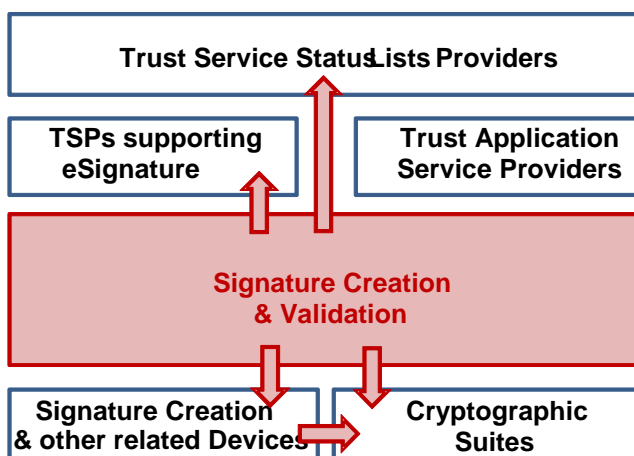 Trust Service Status Lists Providers
TSPs supporting
eSignature
Trust Application
Service Providers
Signature Creation
& Validation
Signature Creation
& other related Devices
Cryptographic
Suites